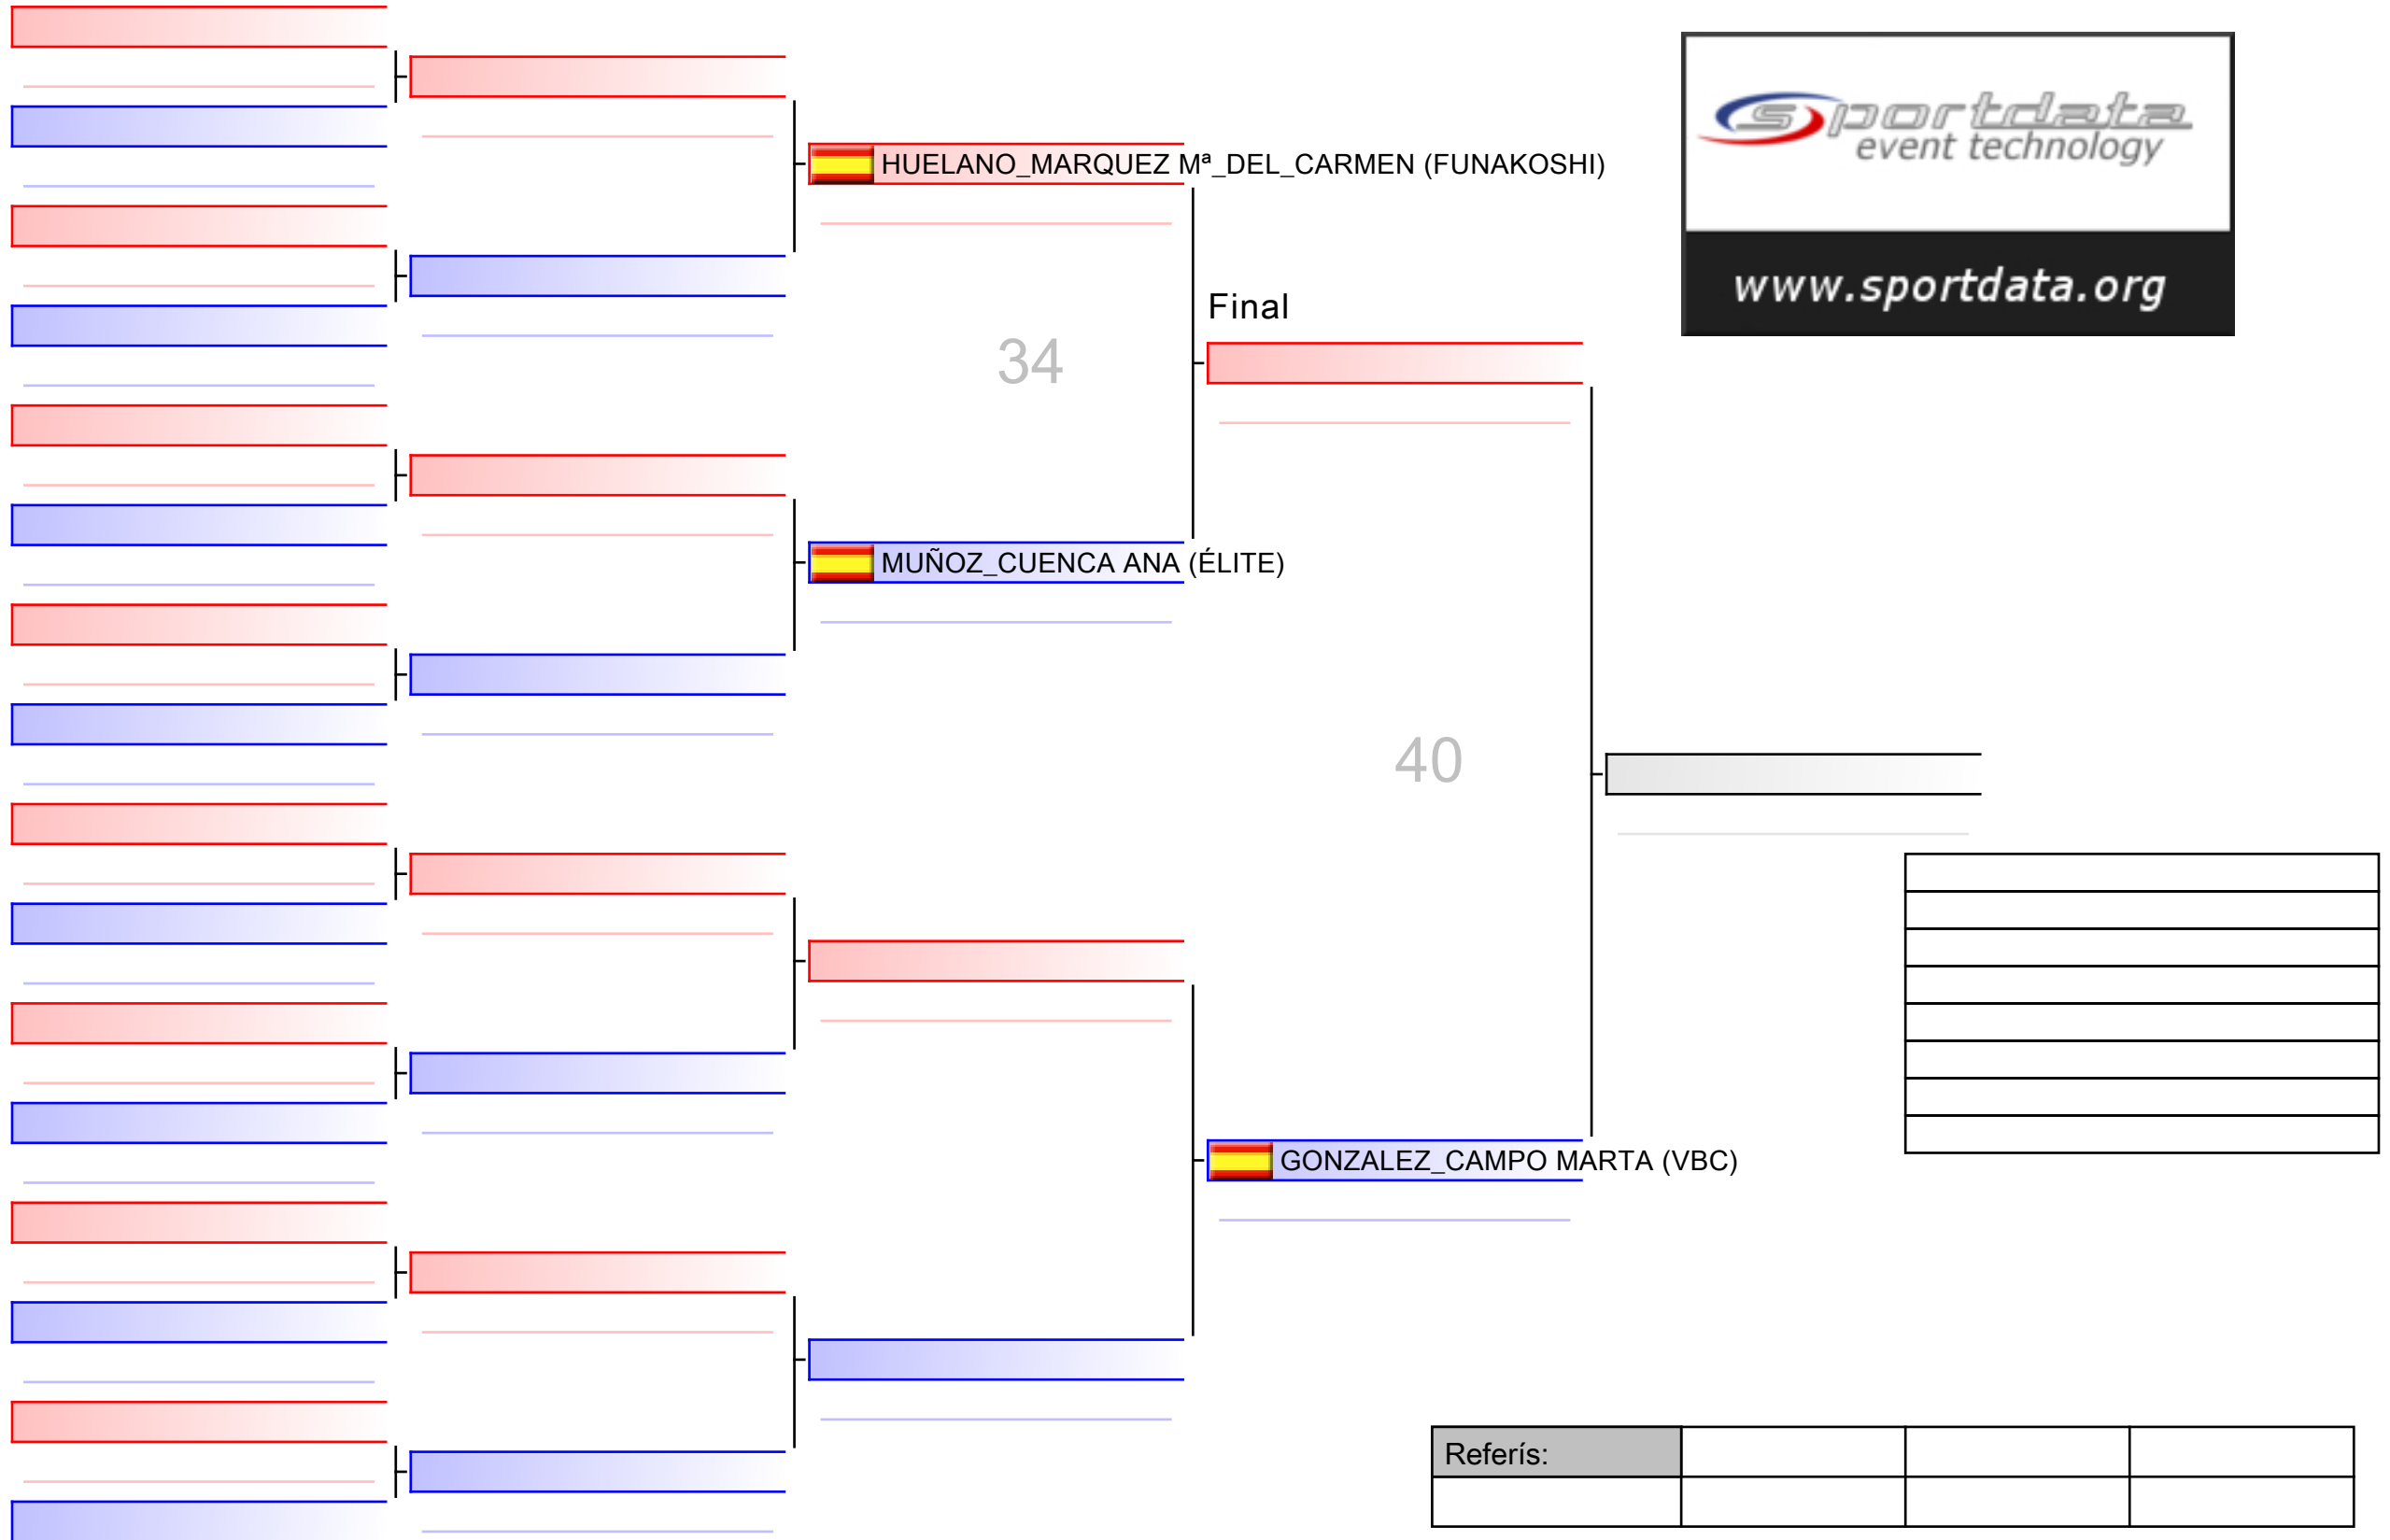 sportdata
event technology
www.sportdata.org
HUELANO_MARQUEZ Mª_DEL_CARMEN (FUNAKOSHI)
Final
34
MUÑOZ_CUENCA ANA (ÉLITE)
40
GONZALEZ_CAMPO MARTA (VBC)
Referís: